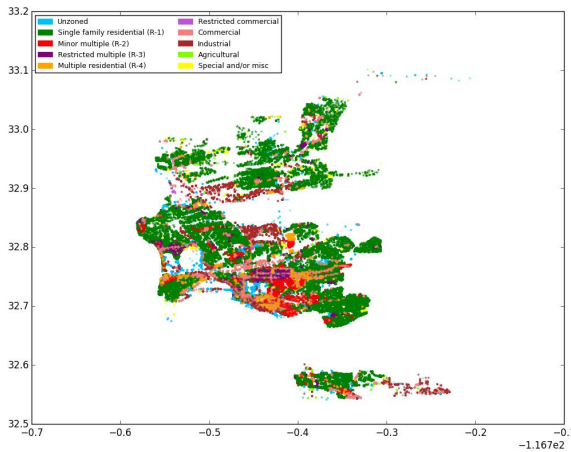 33.2
33.1
33.0
32.9
32.8
32.7
32.6
32.5
Unzoned
Single family residential (R-1)
Minor multiple (R-2)
Restricted multiple (R-3)
Multiple residential (R-4)
Restricted commercial
Commercial
Industrial
Agricultural
Special and/or misc
-0.7 -0.6 -0.5 -0.4 -0.3 -0.2
−1.167e2